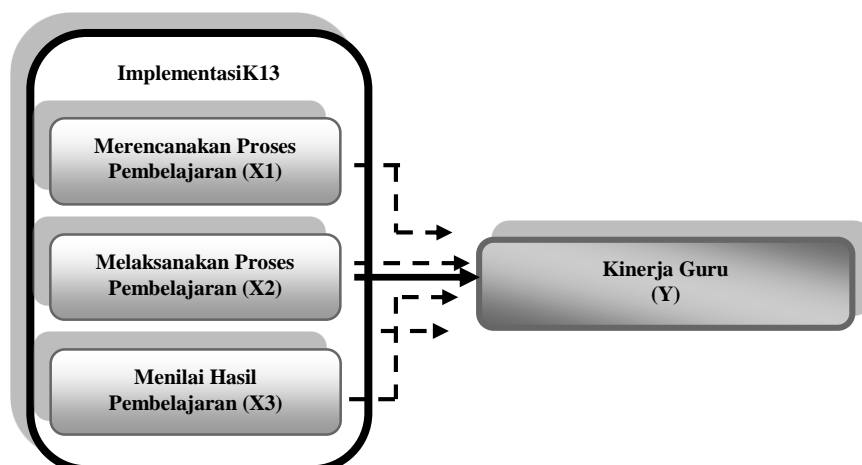 ImplementasiK13
Merencanakan Proses
Pembelajaran (X1)
Melaksanakan Proses
Pembelajaran (X2)
Menilai Hasil
Pembelajaran (X3)
Kinerja Guru
(Y)